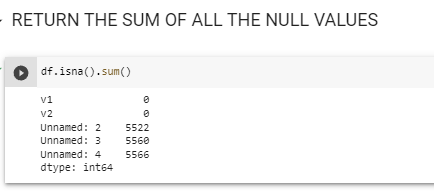 RETURN THE SUM OF ALL THE NULL VALUES
df.isna().sum()
v1 0
v2 0
Unnamed: 2 5522
Unnamed: 3 5560
Unnamed: 4 5566
dtype: int64